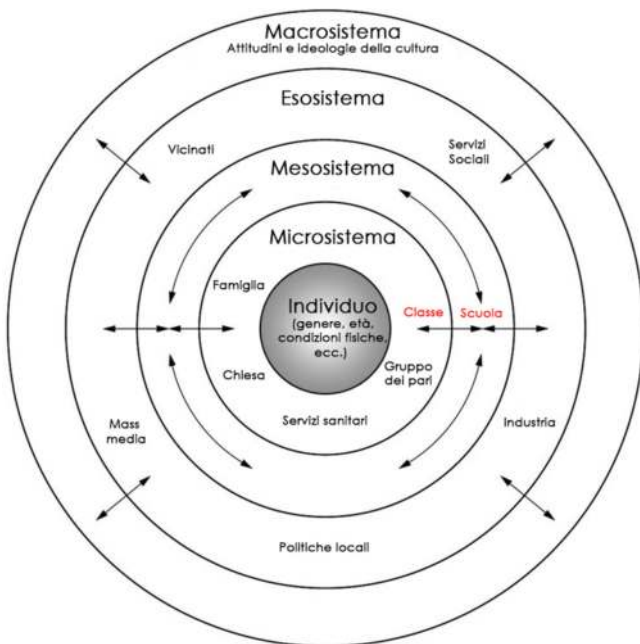 Macrosistema
Attitudini e ideologie della cultura
Esosistema
Vicinati
Servizi
Sociali
Mesosistema
Microsistema
Famiglia
Individuo
(genere, età,
condizioni fisiche,
ecc.)
Classe
Scuola
Chiesa
Gruppo
dei pari
Servizi sanitari
Mass
media
Industria
Politiche locali